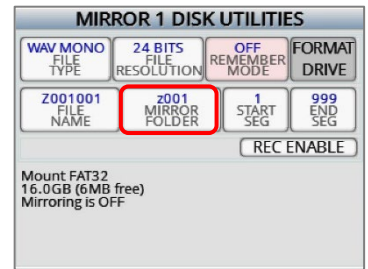 MIRROR 1 DISK UTILITIES
WAV MONO FILE TYPE
24 BITS FILE RESOLUTION
OFF REMEMBER MODE
FORMAT DRIVE
Z001001 FILE NAME
z001 MIRROR FOLDER
1 START SEG
999 END SEG
REC ENABLE
Mount FAT32
16.0GB (6MB free)
Mirroring is OFF